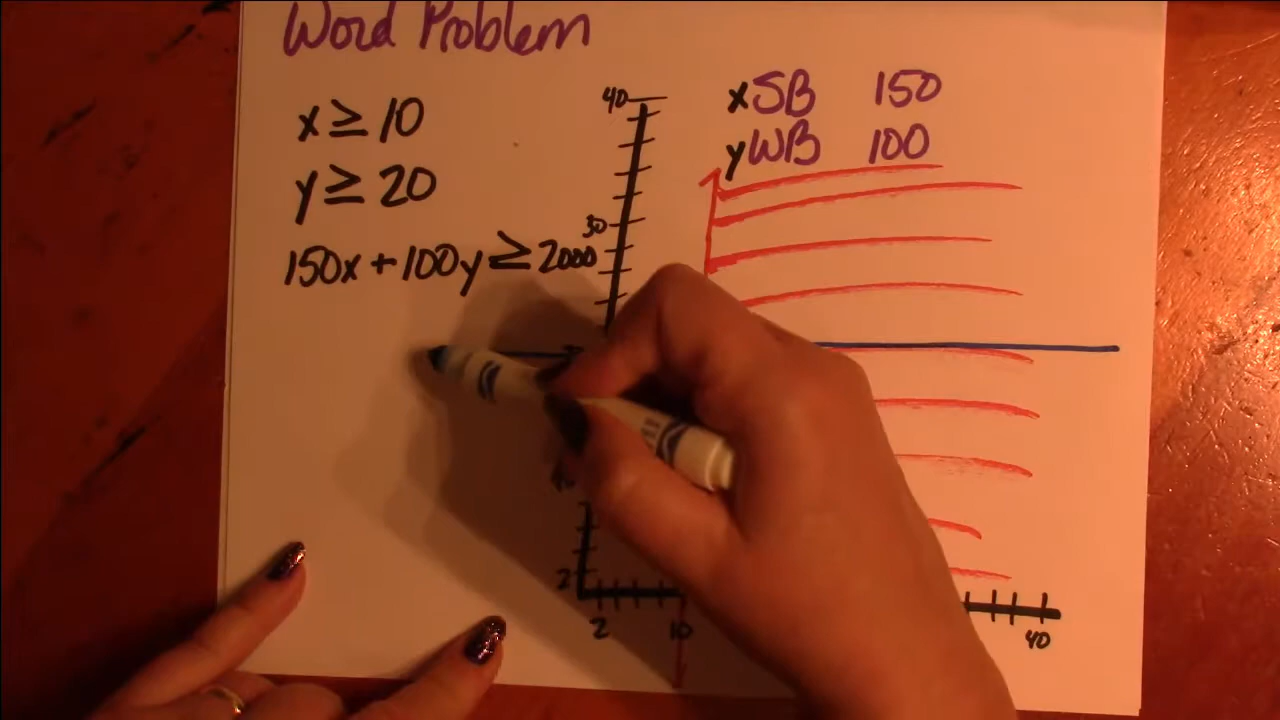 Word Problem
x ≥ 10
y ≥ 20
150x + 100y ≥ 2000
x SB 150
y WB 100
40
30
2
2
10
40